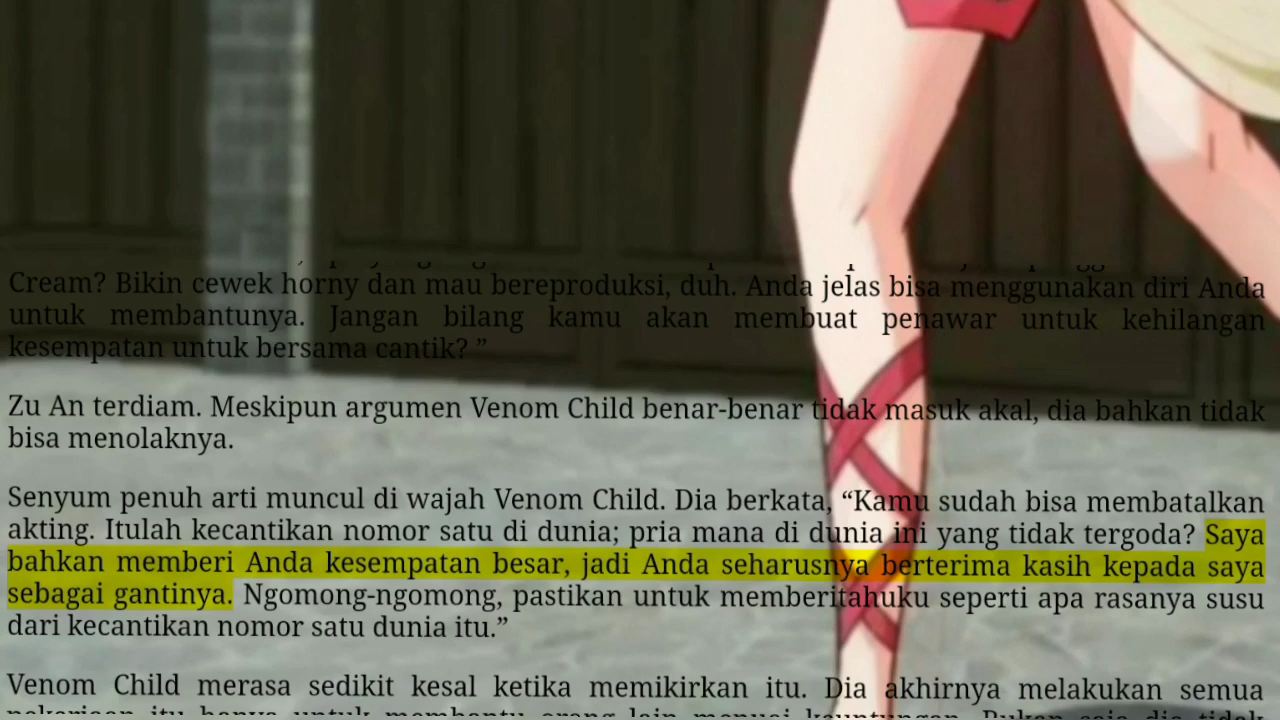 Cream? Bikin cewek horny dan mau bereproduksi, duh. Anda jelas bisa menggunakan diri Anda
untuk membantunya. Jangan bilang kamu akan membuat penawar untuk kehilangan
kesempatan untuk bersama cantik? ”
Zu An terdiam. Meskipun argumen Venom Child benar-benar tidak masuk akal, dia bahkan tidak
bisa menolaknya.
Senyum penuh arti muncul di wajah Venom Child. Dia berkata, “Kamu sudah bisa membatalkan
akting. Itulah kecantikan nomor satu di dunia; pria mana di dunia ini yang tidak tergoda? Saya
bahkan memberi Anda kesempatan besar, jadi Anda seharusnya berterima kasih kepada saya
sebagai gantinya. Ngomong-ngomong, pastikan untuk memberitahuku seperti apa rasanya susu
dari kecantikan nomor satu dunia itu.”
Venom Child merasa sedikit kesal ketika memikirkan itu. Dia akhirnya melakukan semua